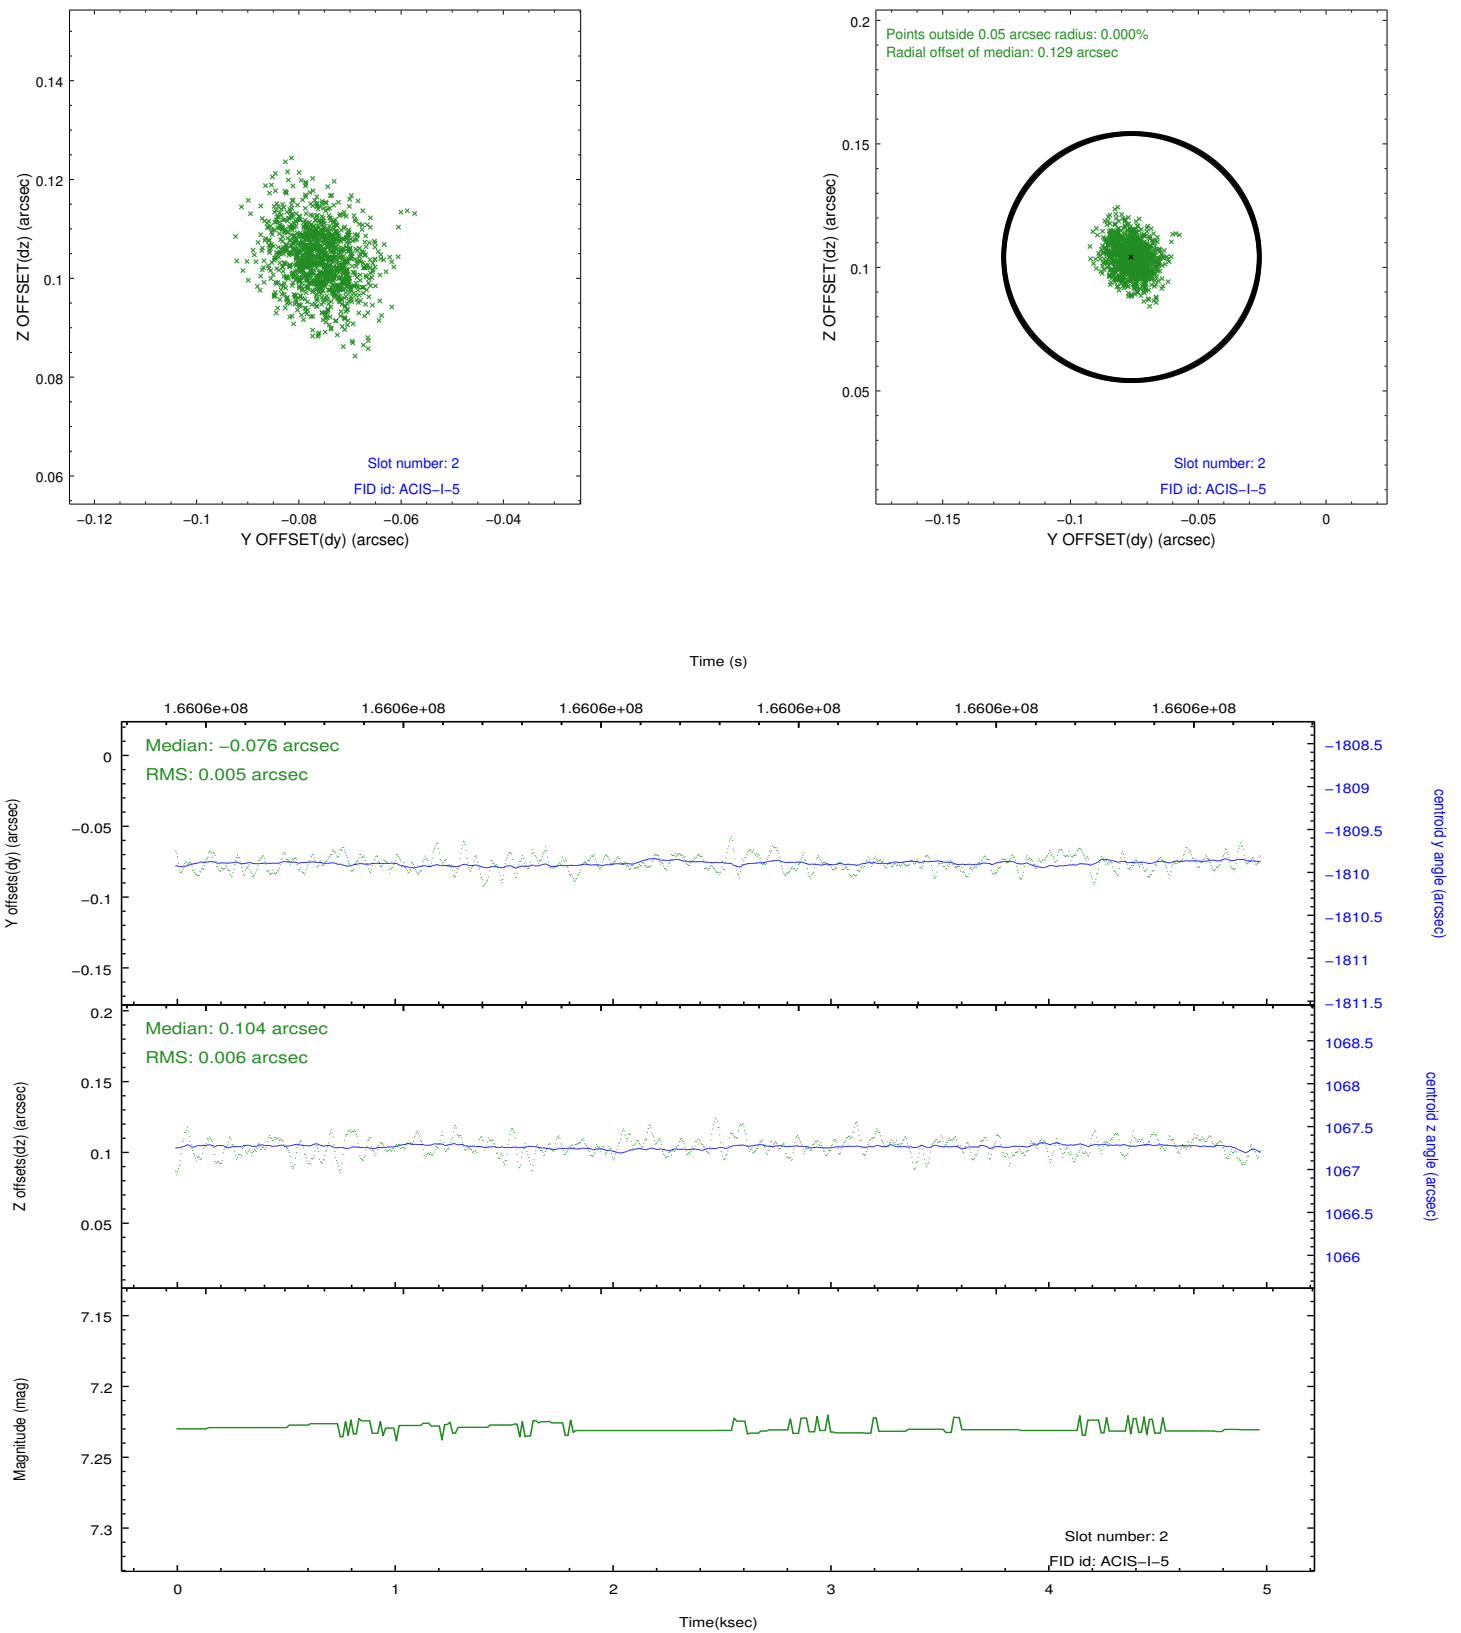 0.14
0.12
0.1
0.08
0.06
Z OFFSET(dz) (arcsec)
Slot number: 2
FID id: ACIS−I−5
−0.12
−0.1
−0.08
−0.06
−0.04
Y OFFSET(dy) (arcsec)
0.2
0.15
0.1
0.05
Z OFFSET(dz) (arcsec)
Points outside 0.05 arcsec radius: 0.000%
Radial offset of median: 0.129 arcsec
Slot number: 2
FID id: ACIS−I−5
−0.15
−0.1
−0.05
0
Y OFFSET(dy) (arcsec)
Time (s)
1.6606e+08
1.6606e+08
1.6606e+08
1.6606e+08
1.6606e+08
1.6606e+08
Median: −0.076 arcsec
RMS: 0.005 arcsec
0
−0.05
−0.1
−0.15
Y offsets(dy) (arcsec)
−1808.5
−1809
−1809.5
−1810
−1810.5
−1811
−1811.5
centroid y angle (arcsec)
Median: 0.104 arcsec
RMS: 0.006 arcsec
0.2
0.15
0.1
0.05
Z offsets(dz) (arcsec)
1068.5
1068
1067.5
1067
1066.5
1066
centroid z angle (arcsec)
7.15
7.2
7.25
7.3
Magnitude (mag)
Slot number: 2
FID id: ACIS−I−5
0
1
2
3
4
5
Time(ksec)